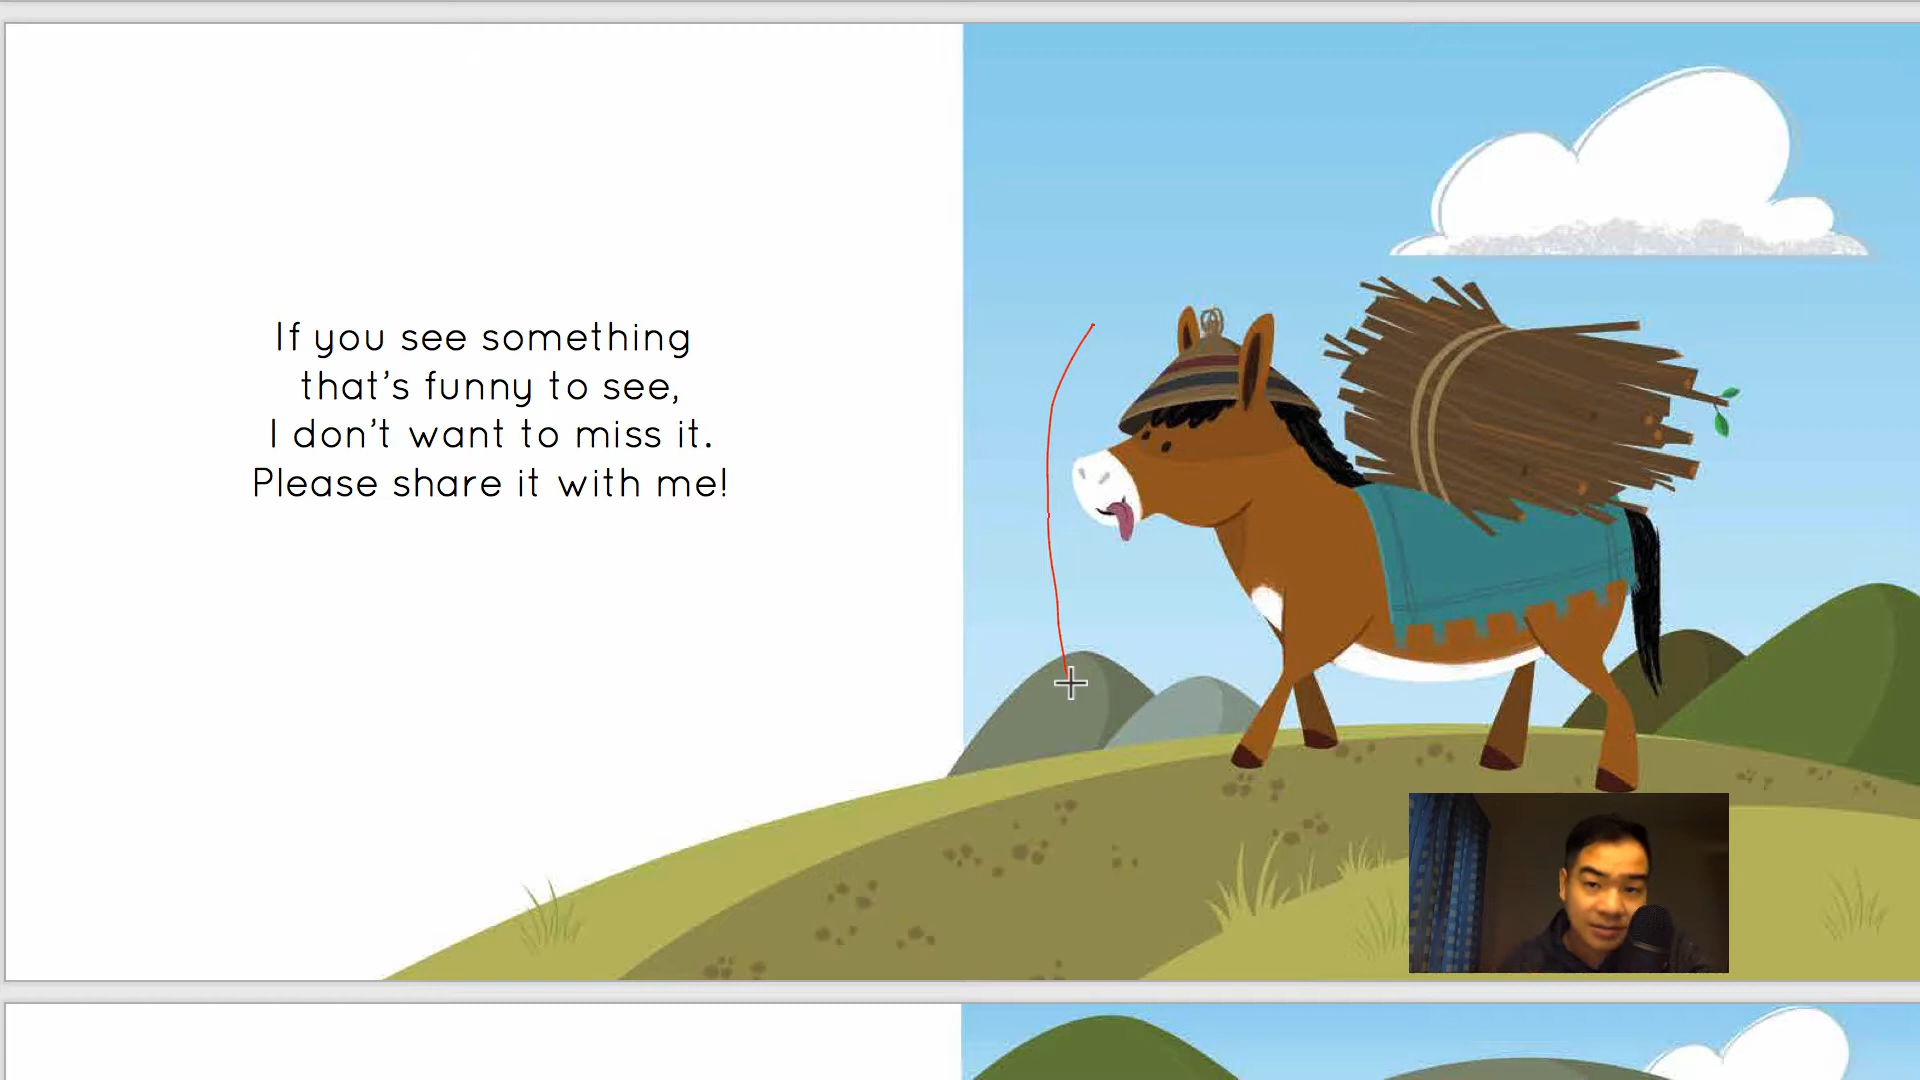 If you see something
that’s funny to see,
I don’t want to miss it.
Please share it with me!